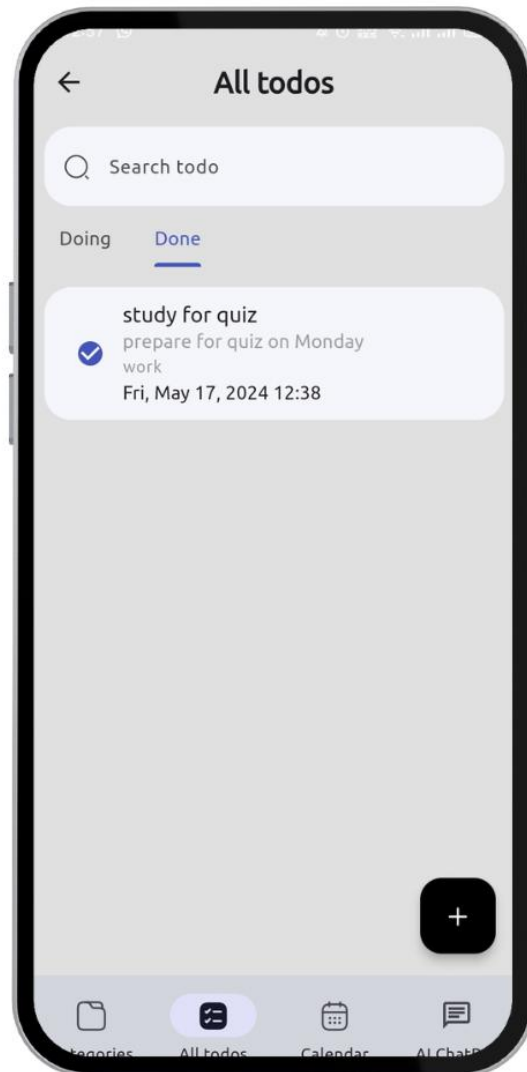 All todos
Search todo
Doing Done
study for quiz
prepare for quiz on Monday
work
Fri, May 17, 2024 12:38
All todos Calendar